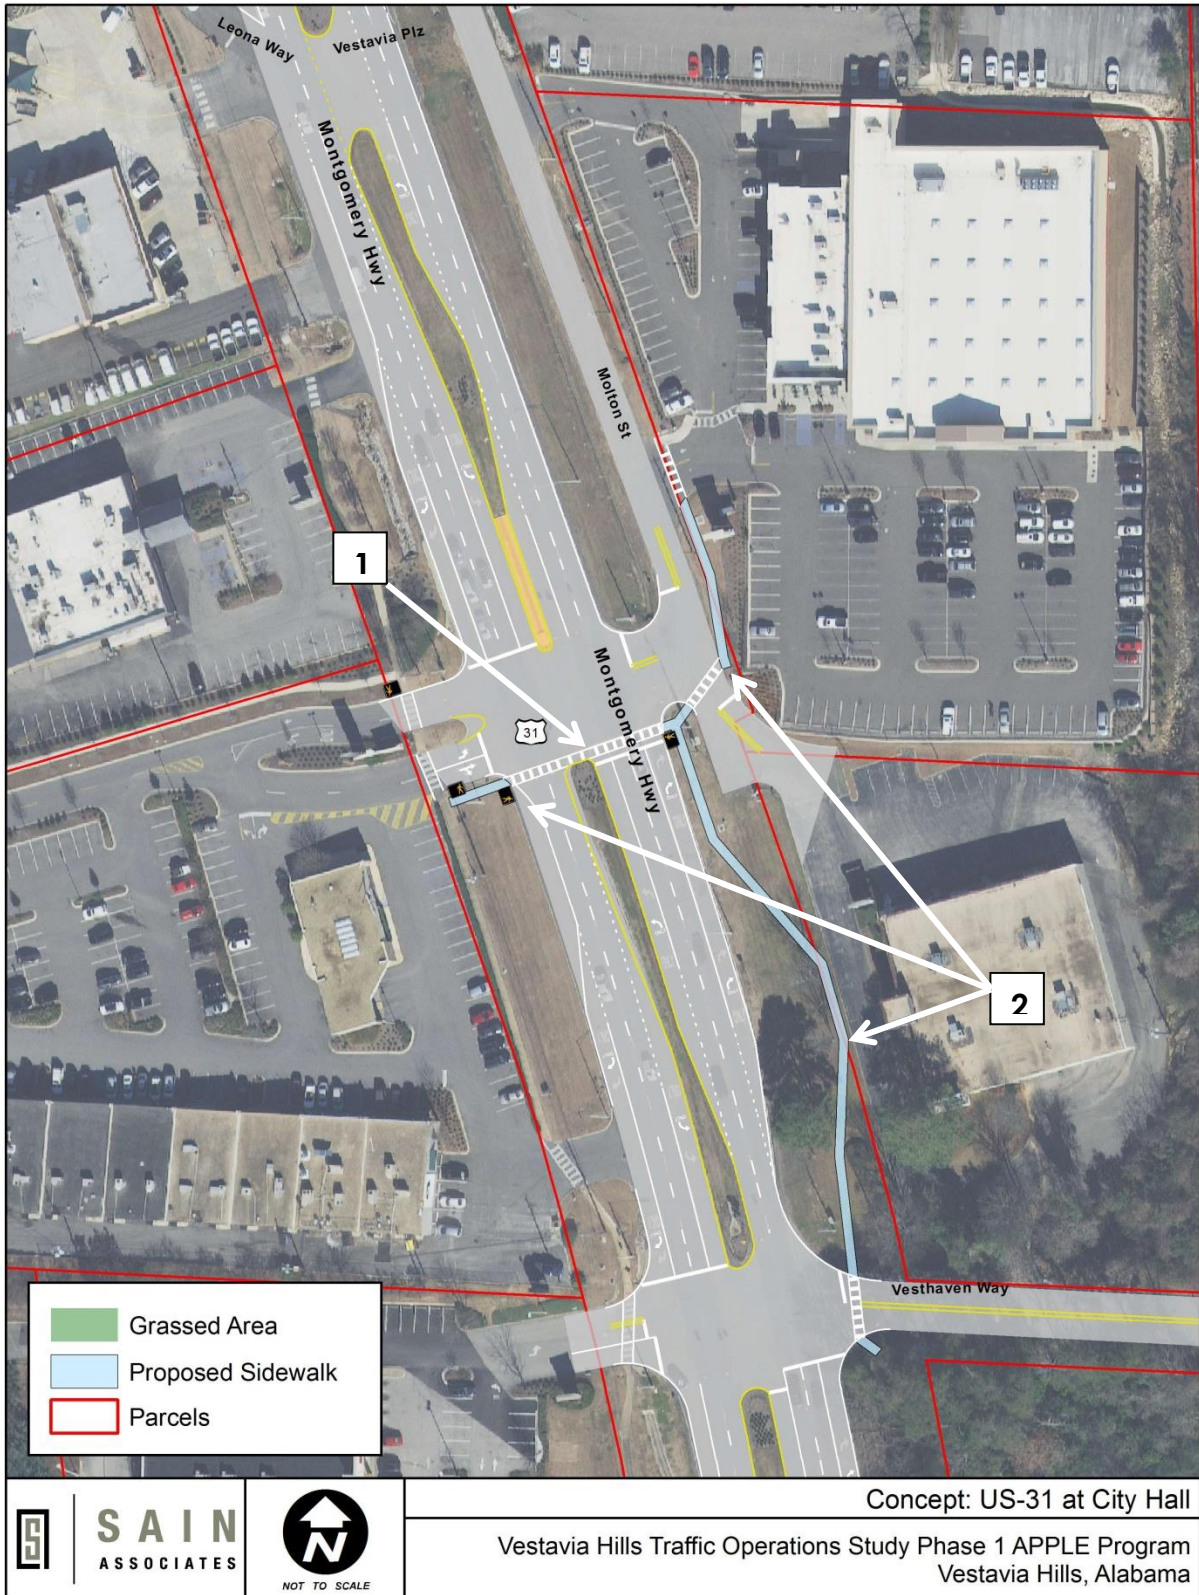 Leona Way
Vestavia Plz
Montgomery Hwy
Molton St
1
31
Montgomery Hwy
2
Vesthaven Way
Grassed Area
Proposed Sidewalk
Parcels
SAIN
ASSOCIATES
N
NOT TO SCALE
Concept: US-31 at City Hall
Vestavia Hills Traffic Operations Study Phase 1 APPLE Program
Vestavia Hills, Alabama